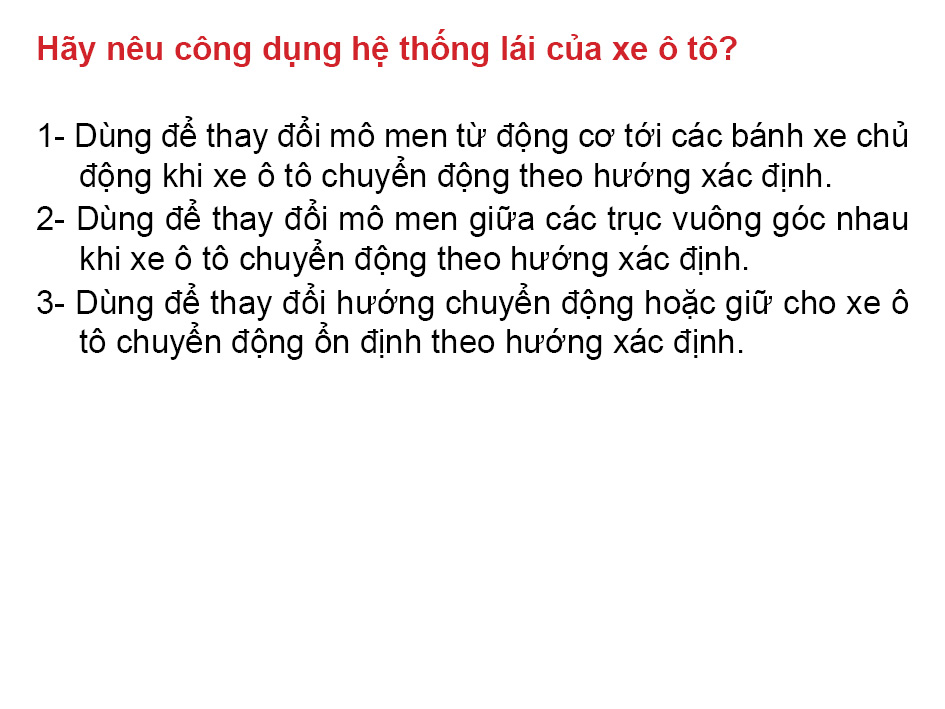 Hãy nêu công dụng hệ thống lái của xe ô tô?
1- Dùng để thay đổi mô men từ động cơ tới các bánh xe chủ
động khi xe ô tô chuyển động theo hướng xác định.
2- Dùng để thay đổi mô men giữa các trục vuông góc nhau
khi xe ô tô chuyển động theo hướng xác định.
3- Dùng để thay đổi hướng chuyển động hoặc giữ cho xe ô
tô chuyển động ổn định theo hướng xác định.